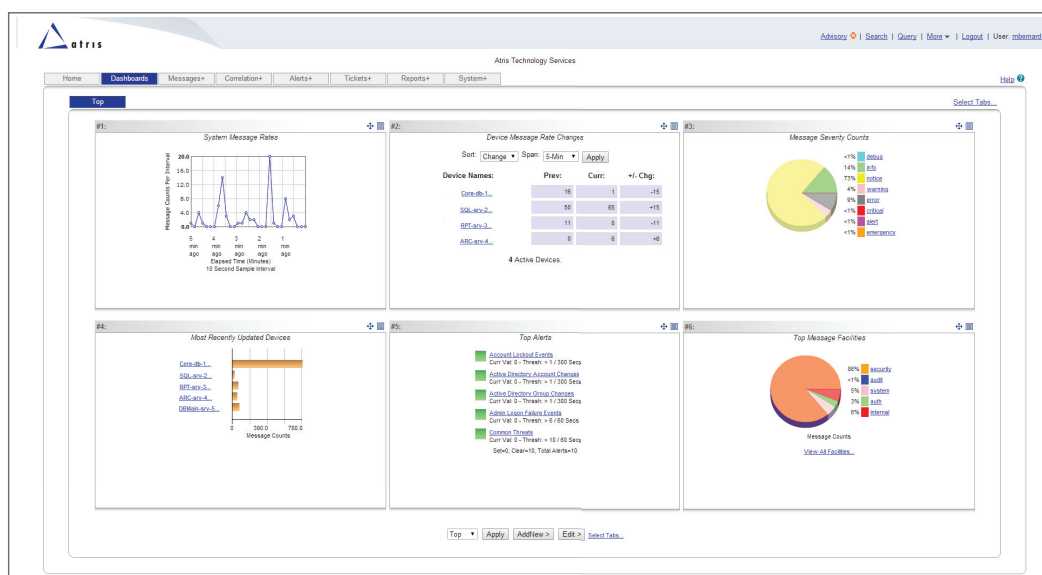 atris
Advisory | Search | Query | More ▾ | Logout | User: mbernard
Atris Technology Services
Home Dashboards Messages+ Correlation+ Alerts+ Tickets+ Reports+ System+ Help
Top Select Tabs...
#1:
System Message Rates
Message Counts Per Interval
20.0
16.0
12.0
8.0
4.0
0.0
5 min ago 4 min ago 3 min ago 2 min ago 1 min ago
Elapsed Time (Minutes)
10 Second Sample Interval
#2:
Device Message Rate Changes
Sort: Change Span: 5-Min Apply
Device Names: Prev: Curr: +/- Chg:
Core-db-1... 16 1 -15
SQL-srv-2... 50 65 +15
RPT-srv-3... 11 0 -11
ARC-srv-4... 0 6 +6
4 Active Devices.
#3:
Message Severity Counts
<1% debug
14% info
73% notice
4% warning
9% error
<1% critical
<1% alert
<1% emergency
#4:
Most Recently Updated Devices
Core-db-1...
SQL-srv-2...
RPT-srv-3...
ARC-srv-4...
DBMain-srv-5...
0 390.0 780.0
Message Counts
#5:
Top Alerts
Account Lockout Events
Curr Val: 0 - Thresh: > 1 / 300 Secs
Active Directory Account Changes
Curr Val: 0 - Thresh: > 1 / 300 Secs
Active Directory Group Changes
Curr Val: 0 - Thresh: > 1 / 300 Secs
Admin Logon Failure Events
Curr Val: 0 - Thresh: > 6 / 60 Secs
Common Threats
Curr Val: 0 - Thresh: > 10 / 60 Secs
Set=0, Clear=10, Total Alerts=10
#6:
Top Message Facilities
86% security
<1% audit
5% system
3% auth
6% internal
Message Counts
View All Facilities...
Top Apply AddNew > Edit > Select Tabs...